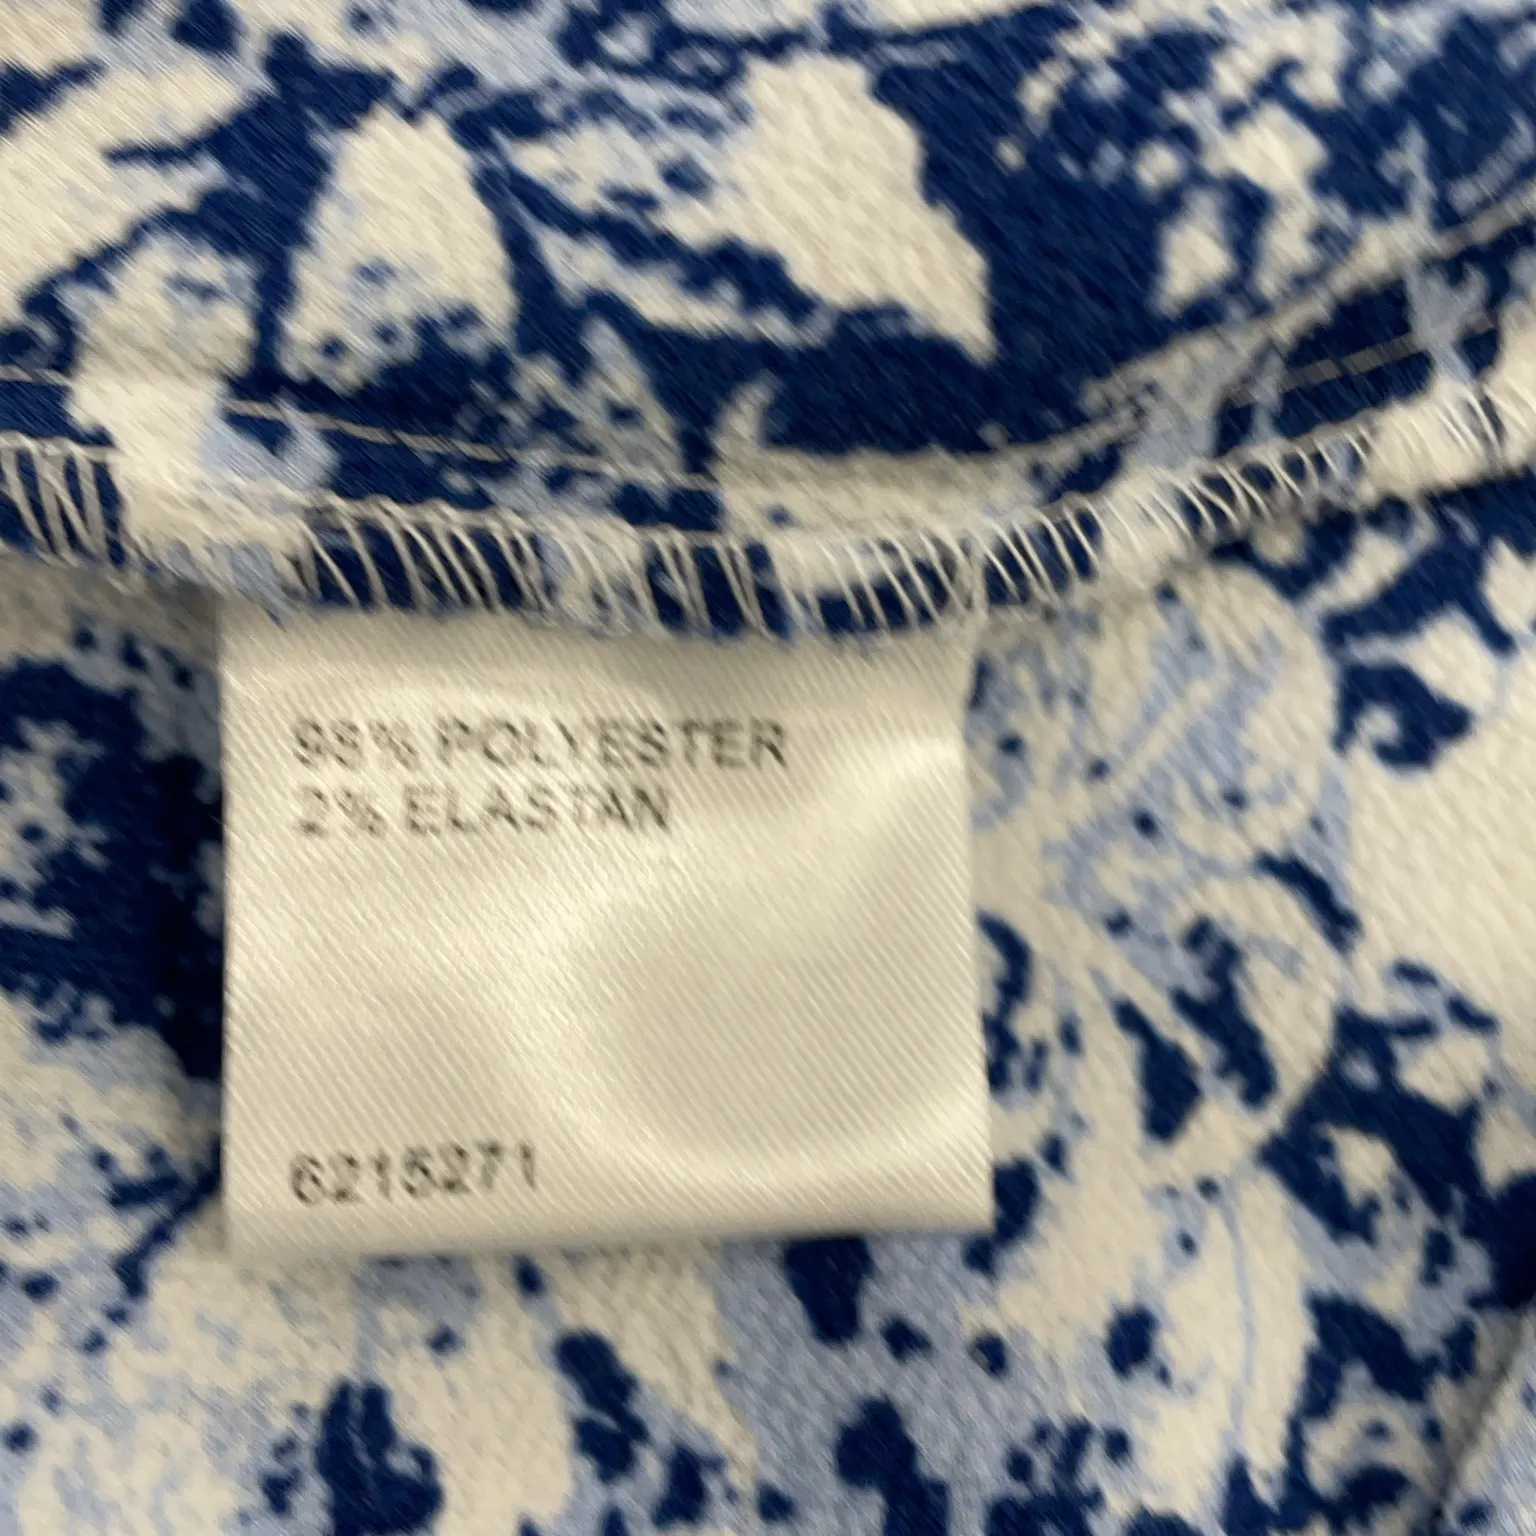 98% POLYESTER
2% ELASTAN
6215271